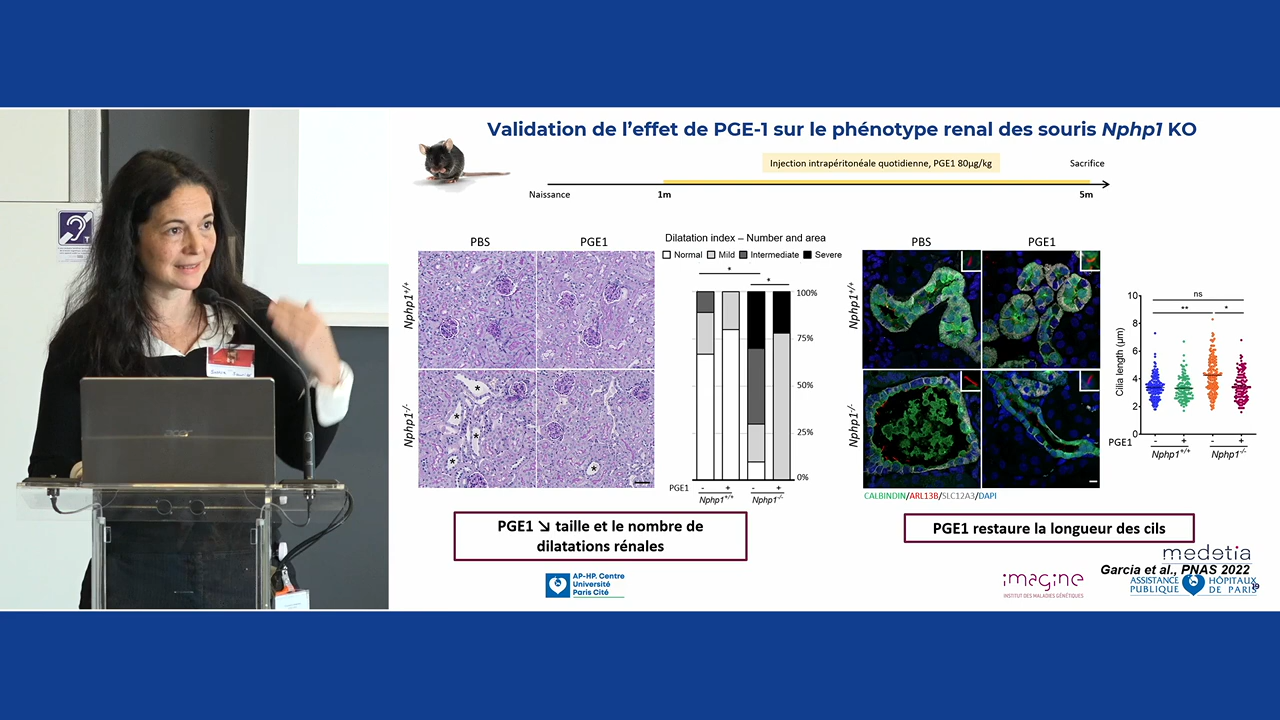 Validation de l'effet de PGE-1 sur le phénotype renal des souris Nphp1 KO
Injection intrapéritonéale quotidienne, PGE1 80µg/kg
Sacrifice
Naissance
1m
5m
PBS
PGE1
Nphp1+/+
Nphp1-/-
Dilatation index – Number and area
Normal
Mild
Intermediate
Severe
*
*
100%
75%
50%
25%
0%
PGE1
-
+
-
+
Nphp1+/+
Nphp1-/-
PGE1 ↘ taille et le nombre de
dilatations rénales
PBS
PGE1
Nphp1+/+
Nphp1-/-
CALBINDIN/ARL13B/SLC12A3/DAPI
Cilia length (µm)
10
8
6
4
2
0
ns
**
*
PGE1
-
+
-
+
Nphp1+/+
Nphp1-/-
PGE1 restaure la longueur des cils
medetia
Garcia et al., PNAS 2022
AP-HP. Centre
Université
Paris Cité
imagine
INSTITUT DES MALADIES GÉNÉTIQUES
ASSISTANCE
PUBLIQUE
HÔPITAUX
DE PARIS
19
acer